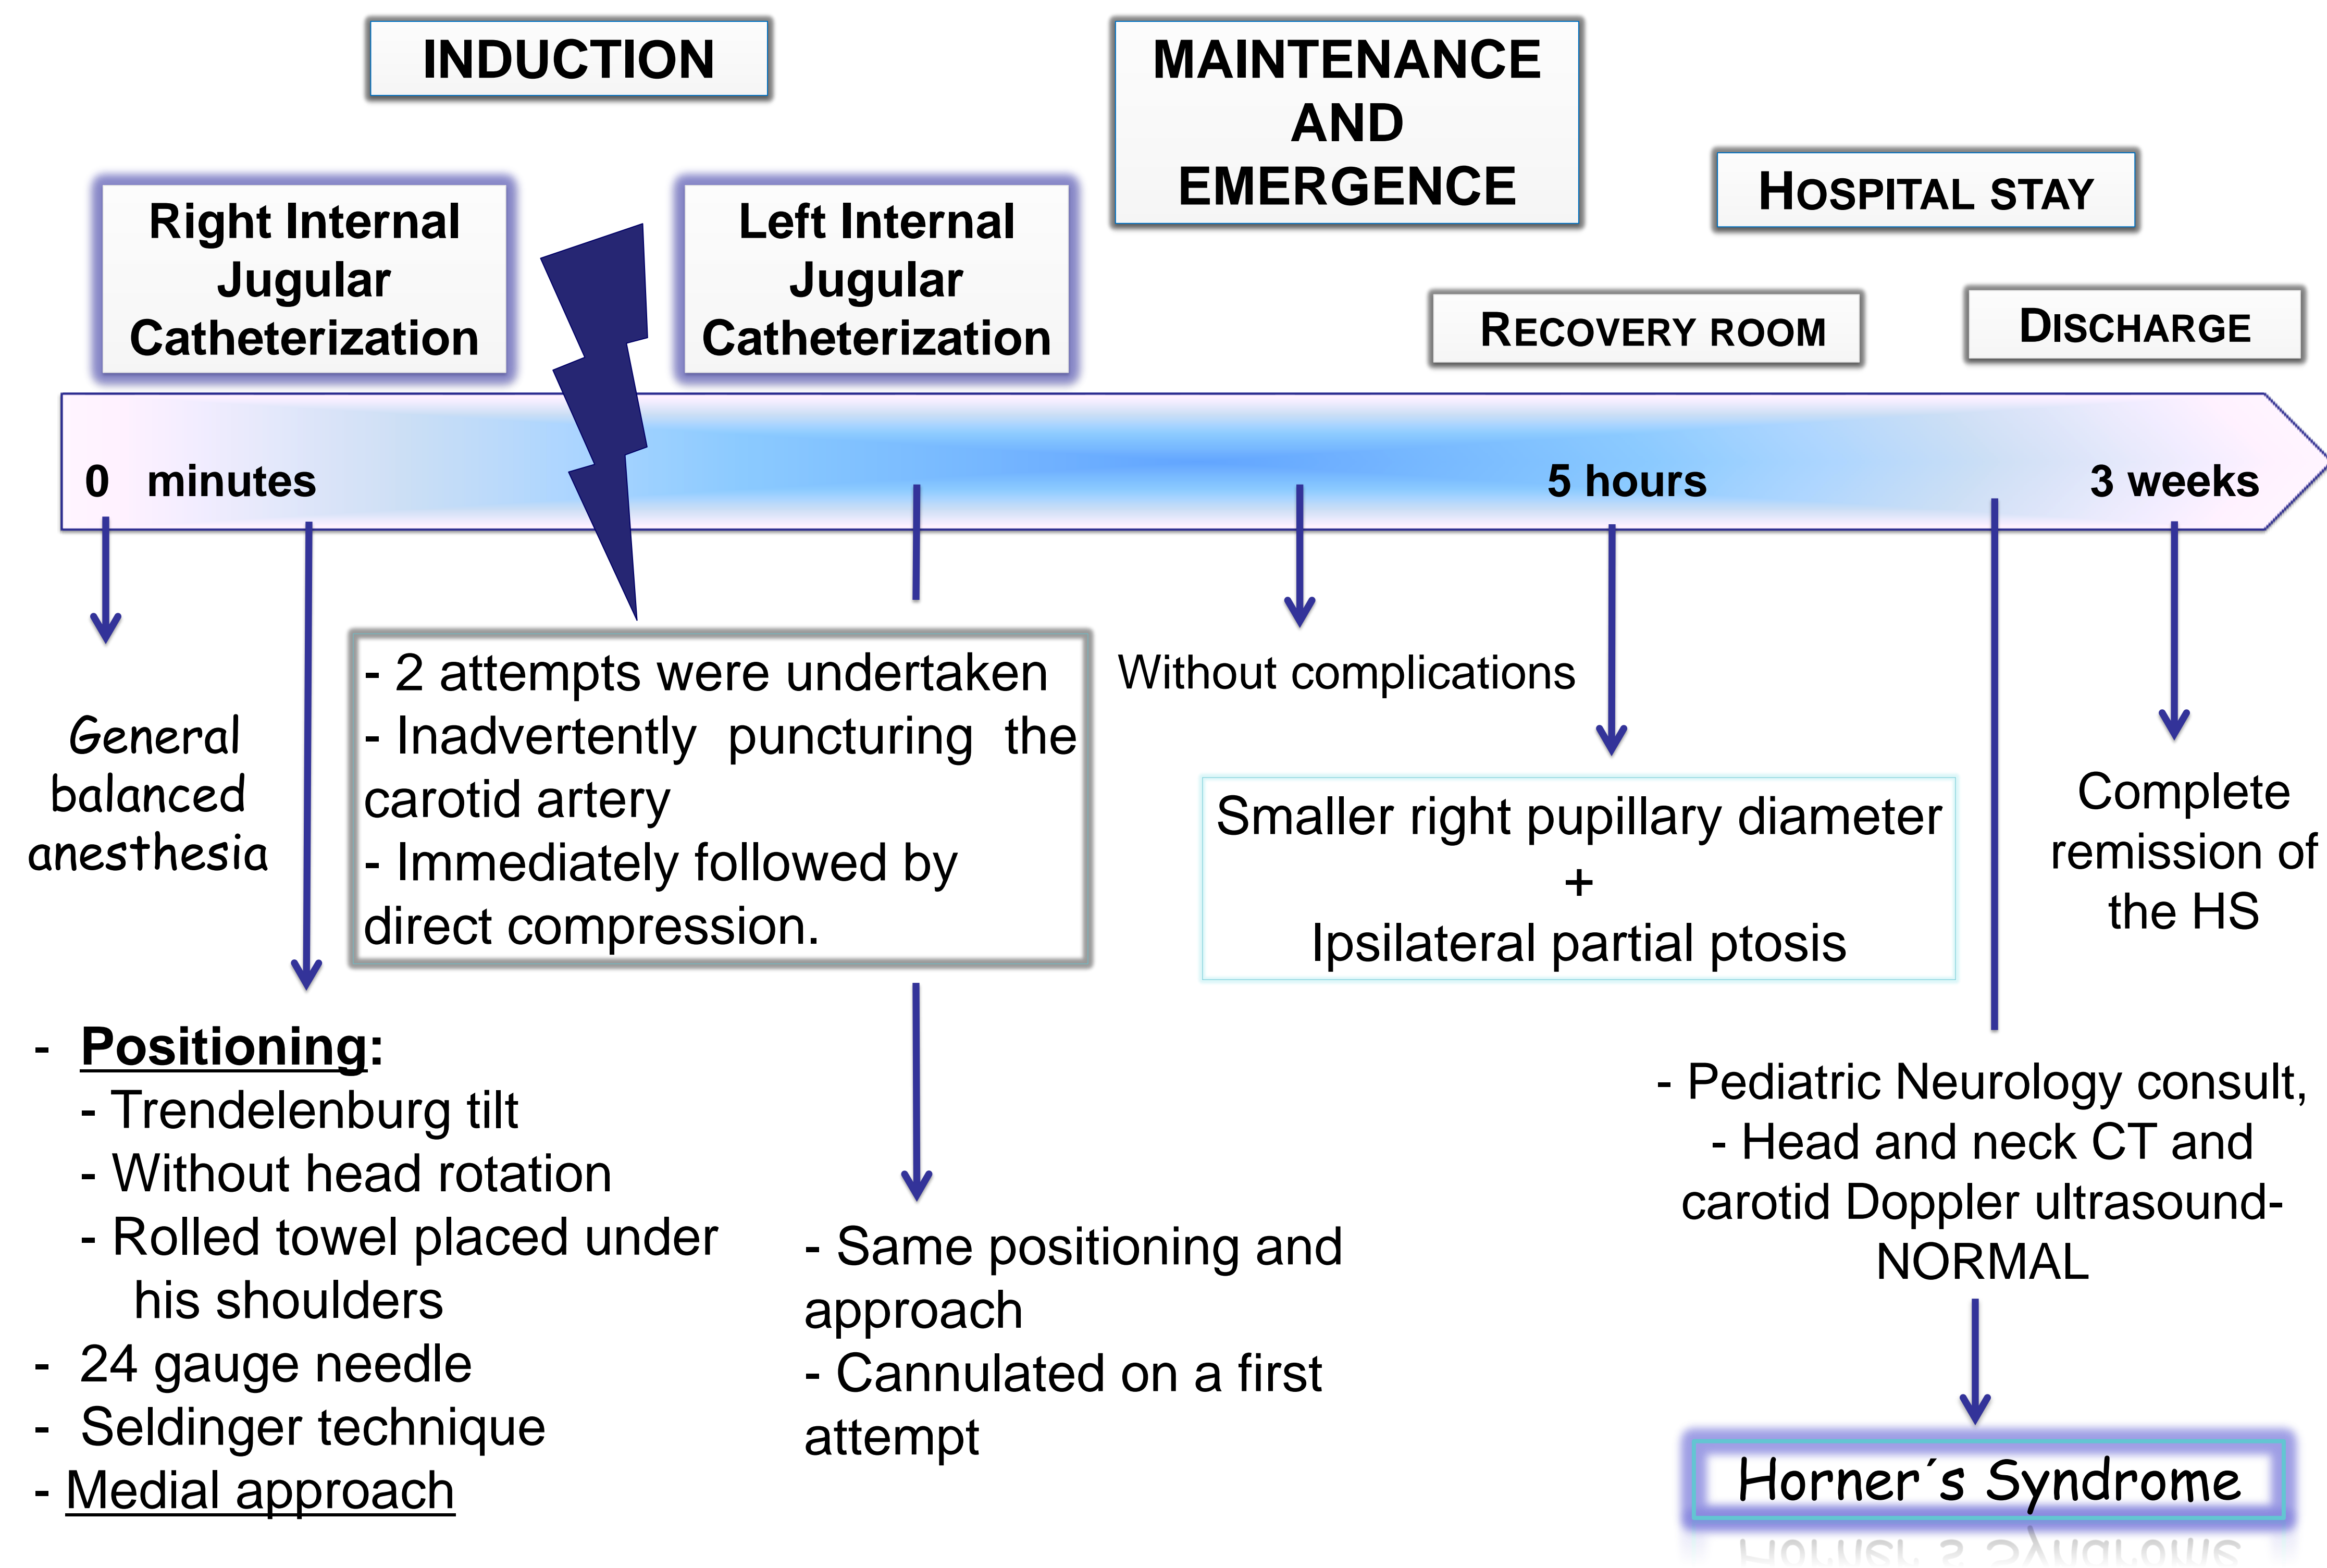 INDUCTION
MAINTENANCE
AND
EMERGENCE
HOSPITAL STAY
Right Internal
Jugular
Catheterization
Left Internal
Jugular
Catheterization
RECOVERY ROOM
DISCHARGE
0 minutes
5 hours
3 weeks
General
balanced
anesthesia
- 2 attempts were undertaken
- Inadvertently puncturing the
carotid artery
- Immediately followed by
direct compression.
Without complications
Smaller right pupillary diameter
+
Ipsilateral partial ptosis
Complete
remission of
the HS
- Positioning:
- Trendelenburg tilt
- Without head rotation
- Rolled towel placed under
his shoulders
- 24 gauge needle
- Seldinger technique
- Medial approach
- Same positioning and
approach
- Cannulated on a first
attempt
- Pediatric Neurology consult,
- Head and neck CT and
carotid Doppler ultrasound-
NORMAL
Horner´s Syndrome